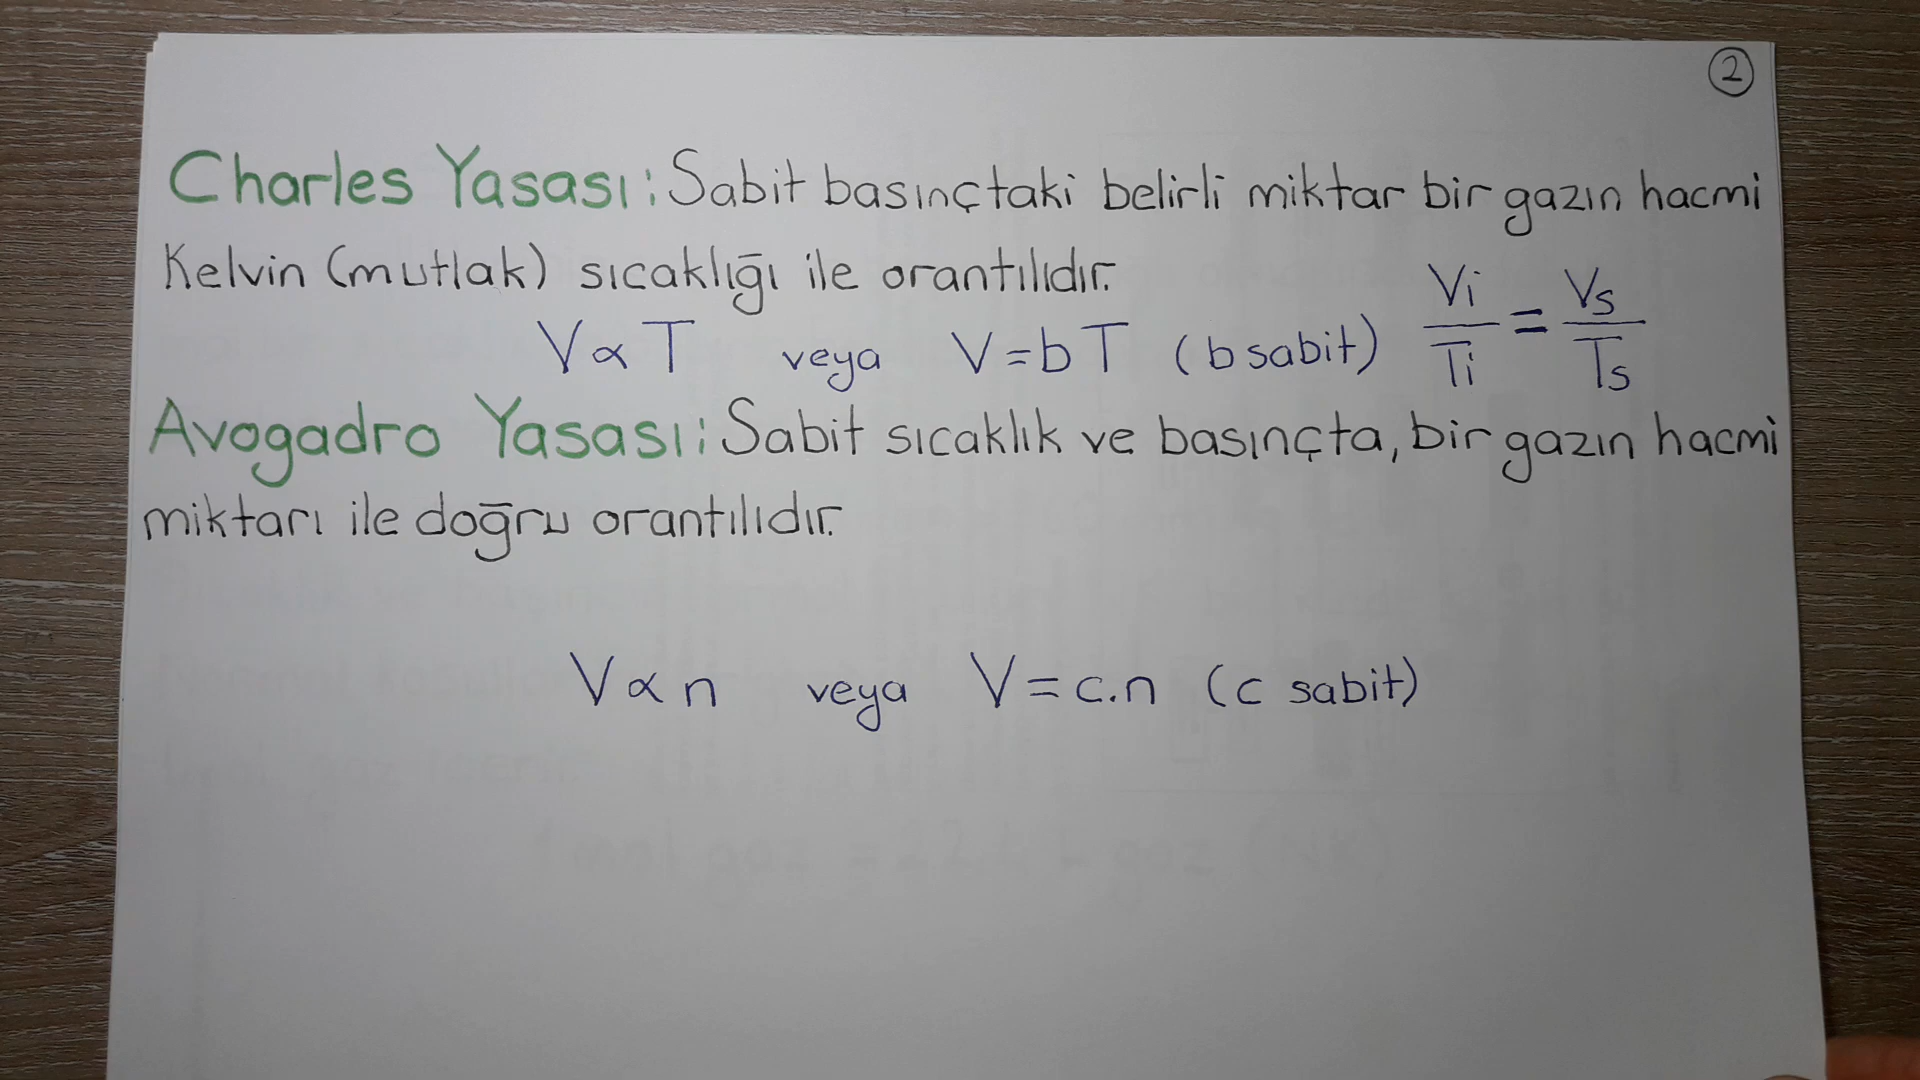 2
Charles Yasası: Sabit basınçtaki belirli miktar bir gazın hacmi
Kelvin (mutlak) sıcaklığı ile orantılıdır.
V ∝ T veya V = bT (b sabit) Vi/Ti = Vs/Ts
Avogadro Yasası: Sabit sıcaklık ve basınçta, bir gazın hacmi
miktarı ile doğru orantılıdır.
V ∝ n veya V = c.n (c sabit)